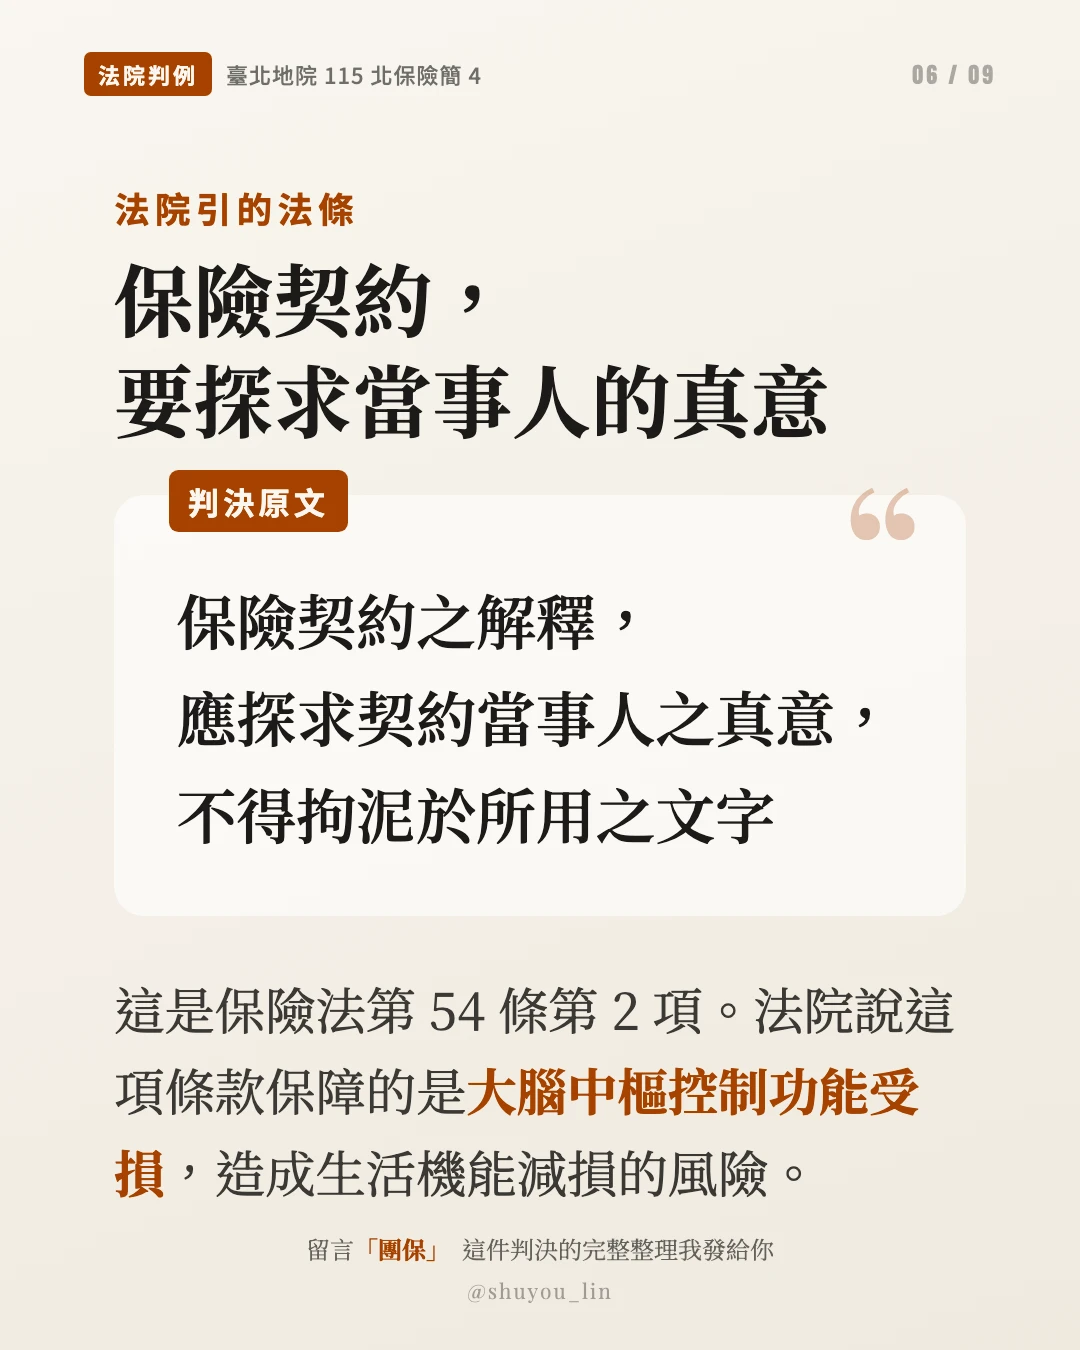 法院判例 臺北地院 115 北保險簡 4 06 / 09
法院引的法條
保險契約，
要探求當事人的真意
判決原文
保險契約之解釋，
應探求契約當事人之真意，
不得拘泥於所用之文字
這是保險法第 54 條第 2 項。法院說這
項條款保障的是大腦中樞控制功能受
損，造成生活機能減損的風險。
留言「團保」 這件判決的完整整理我發給你
@shuyou_lin